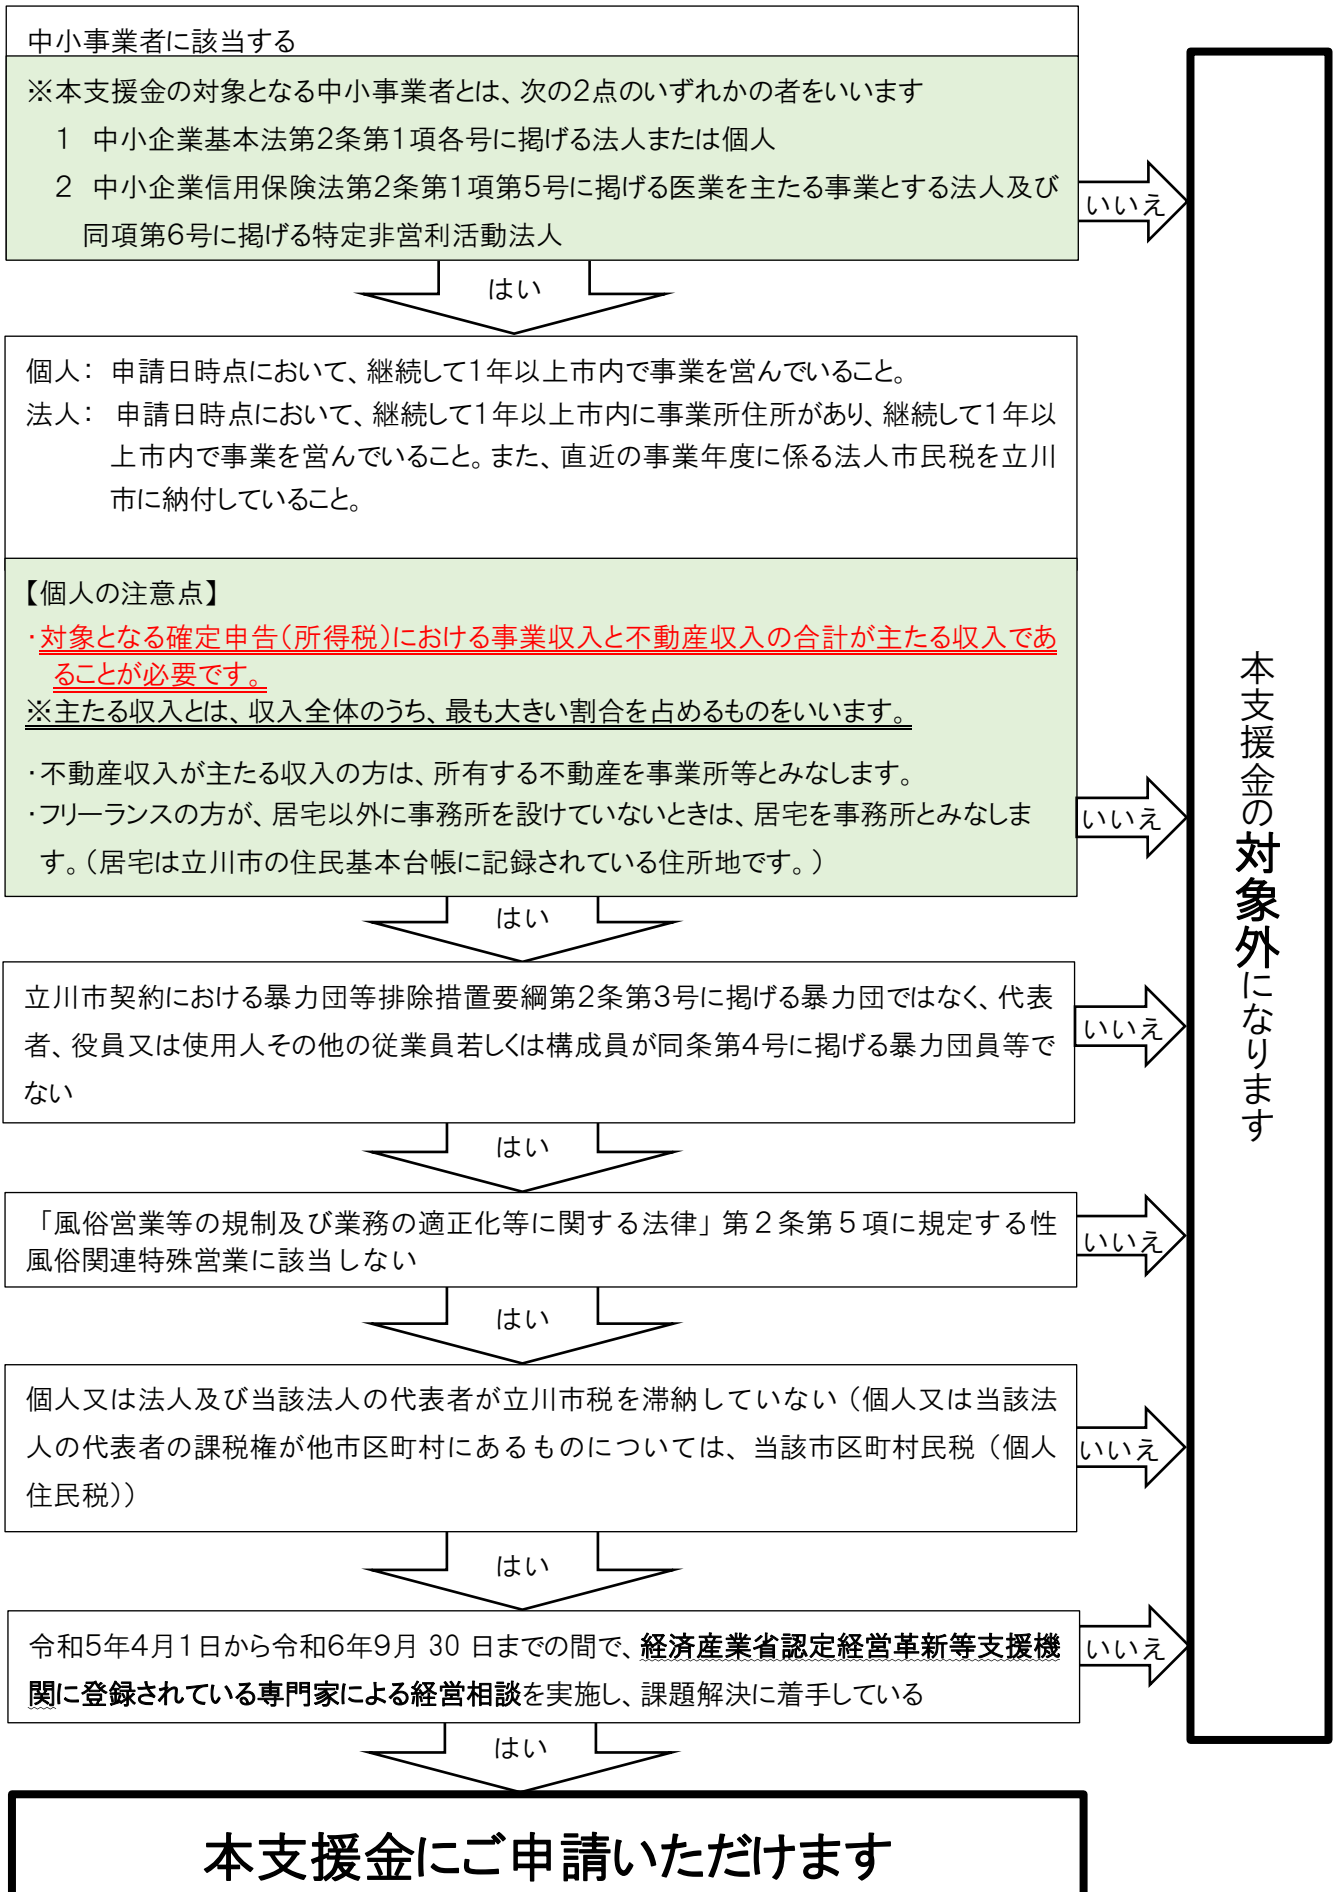 中小事業者に該当する
※本支援金の対象となる中小事業者とは、次の2点のいずれかの者をいいます
1 中小企業基本法第2条第1項各号に掲げる法人または個人
2 中小企業信用保険法第2条第1項第5号に掲げる医業を主たる事業とする法人及び
同項第6号に掲げる特定非営利活動法人
いいえ
はい
個人： 申請日時点において、継続して1年以上市内で事業を営んでいること。
法人： 申請日時点において、継続して1年以上市内に事業所住所があり、継続して1年以
上市内で事業を営んでいること。また、直近の事業年度に係る法人市民税を立川
市に納付していること。
【個人の注意点】
・対象となる確定申告（所得税）における事業収入と不動産収入の合計が主たる収入であ
ることが必要です。
※主たる収入とは、収入全体のうち、最も大きい割合を占めるものをいいます。
・不動産収入が主たる収入の方は、所有する不動産を事業所等とみなします。
・フリーランスの方が、居宅以外に事務所を設けていないときは、居宅を事務所とみなしま
す。（居宅は立川市の住民基本台帳に記録されている住所地です。）
いいえ
はい
立川市契約における暴力団等排除措置要綱第2条第3号に掲げる暴力団ではなく、代表
者、役員又は使用人その他の従業員若しくは構成員が同条第4号に掲げる暴力団員等で
ない
いいえ
はい
「風俗営業等の規制及び業務の適正化等に関する法律」第２条第５項に規定する性
風俗関連特殊営業に該当しない
いいえ
はい
個人又は法人及び当該法人の代表者が立川市税を滞納していない（個人又は当該法
人の代表者の課税権が他市区町村にあるものについては、当該市区町村民税（個人
住民税））
いいえ
はい
令和5年4月1日から令和6年9月 30 日までの間で、経済産業省認定経営革新等支援機
関に登録されている専門家による経営相談を実施し、課題解決に着手している
いいえ
はい
本支援金にご申請いただけます
本支援金の対象外になります